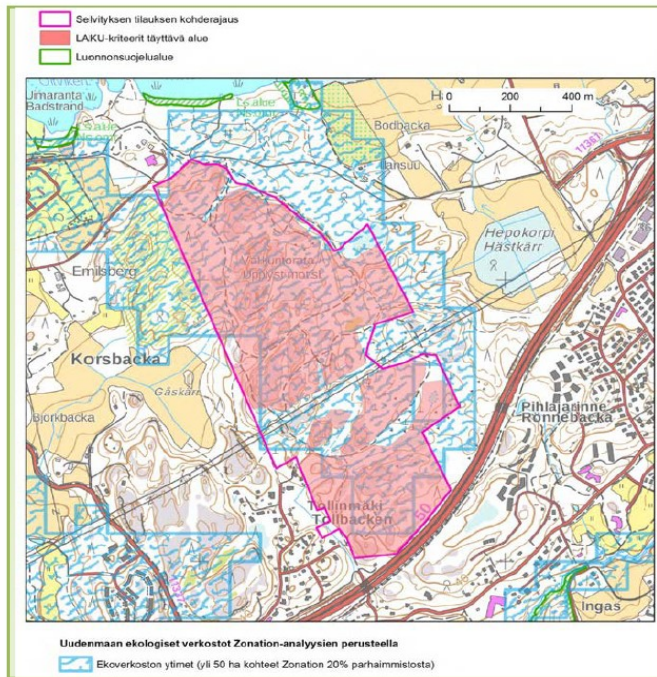 Selvityksen tilauksen kohderajaus
LAKU-kriteerit täyttävä alue
Luonnonsuojelualue
0 200 400 m
Uimaranta
Badstrand
Bodbacka
Hepokorpi
Hästkärr
Emilsberg
Korsbacka
Gåskärr
Björkbacka
Pihlajarinne
Rönnebacka
Tollinmäki
Tollbacken
Ingas
Uudenmaan ekologiset verkostot Zonation-analyysien perusteella
Ekoverkoston ytimet (yli 50 ha kohteet Zonation 20% parhaimmistosta)